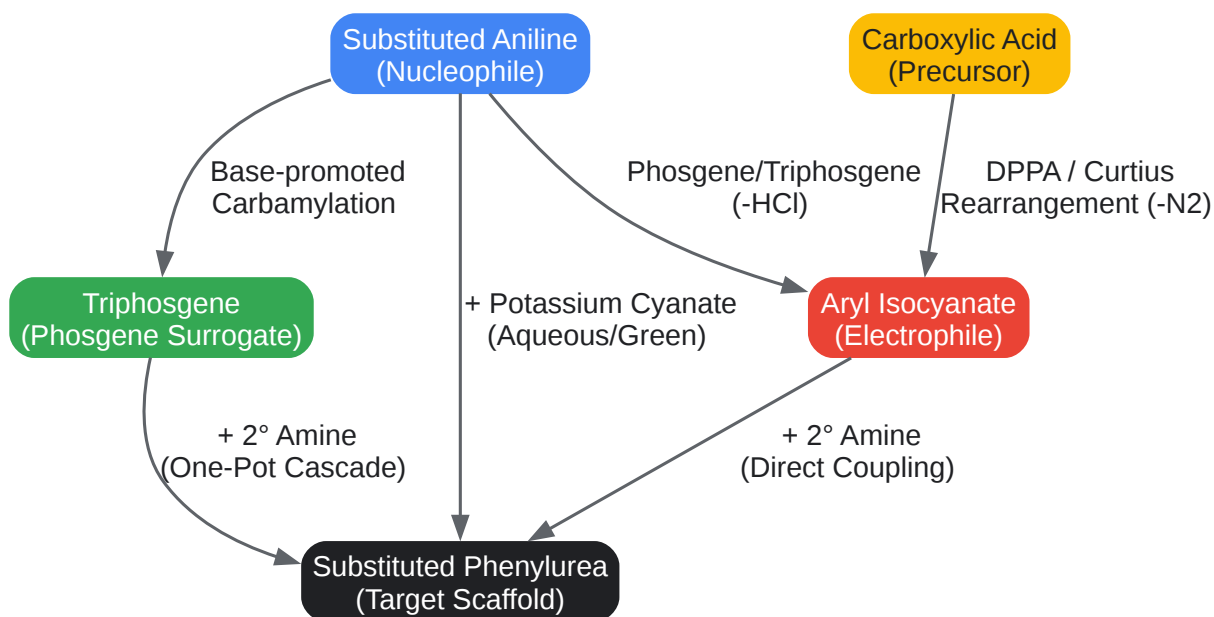 Substituted Aniline
(Nucleophile)
Carboxylic Acid
(Precursor)
Base-promoted
Carbamylation
Phosgene/Triphosgene
(-HCl)
DPPA / Curtius
Rearrangement (-N2)
Triphosgene
(Phosgene Surrogate)
+ Potassium Cyanate
(Aqueous/Green)
Aryl Isocyanate
(Electrophile)
+ 2° Amine
(One-Pot Cascade)
+ 2° Amine
(Direct Coupling)
Substituted Phenylurea
(Target Scaffold)